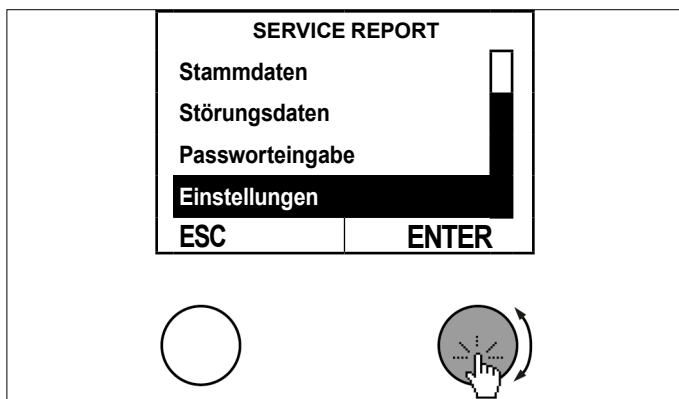 SERVICE REPORT
Stammdaten
Störungsdaten
Passworteingabe
Einstellungen
ESC ENTER